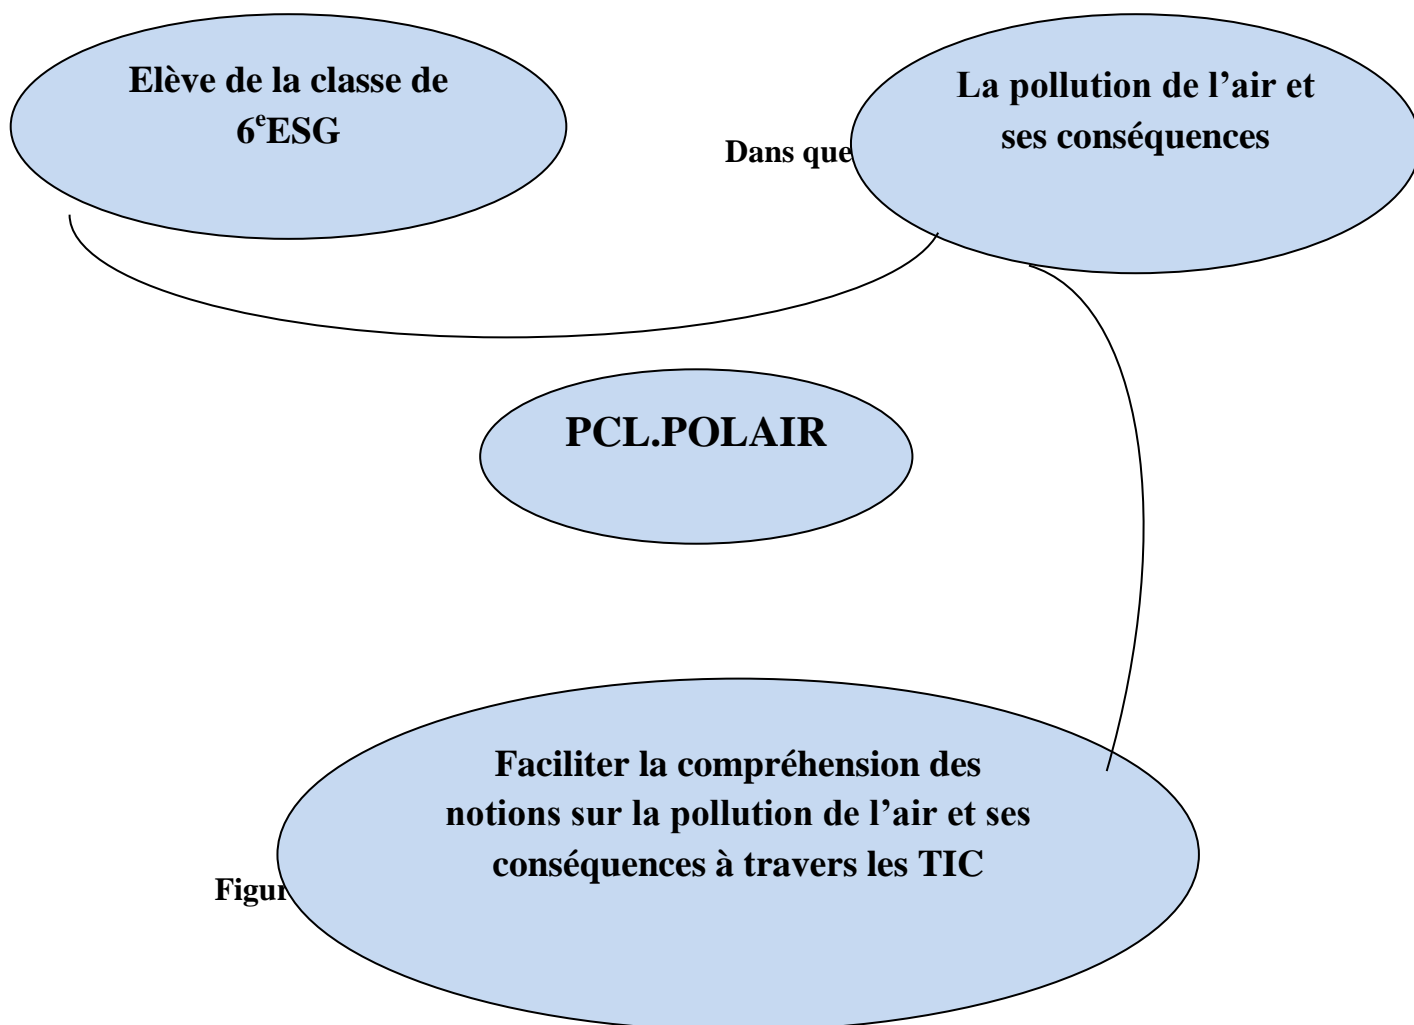 Elève de la classe de
6ᵉESG
La pollution de l’air et
ses conséquences
Dans que
PCL.POLAIR
Faciliter la compréhension des
notions sur la pollution de l’air et ses
conséquences à travers les TIC